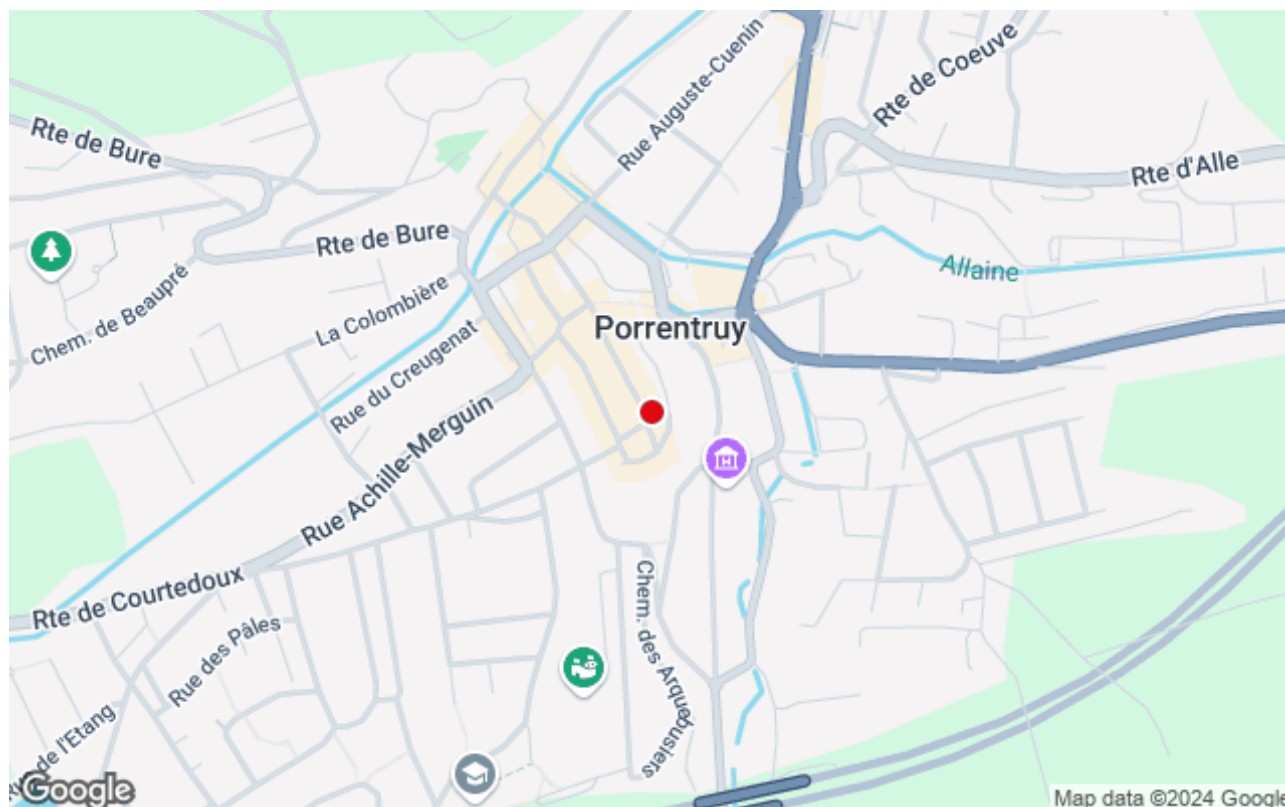 Rue Auguste-Cuenin
Rte de Coeuve
Rte de Bure
Rte d'Alle
Rte de Bure
Allaine
Chem. de Beaupré
La Colombière
Porrentruy
Rue du Creugenat
Rue Achille-Merguin
H
Rte de Courtedoux
Chem. des Arquebusiers
Rue des Pâles
de l'Etang
Google
Map data ©2024 Google